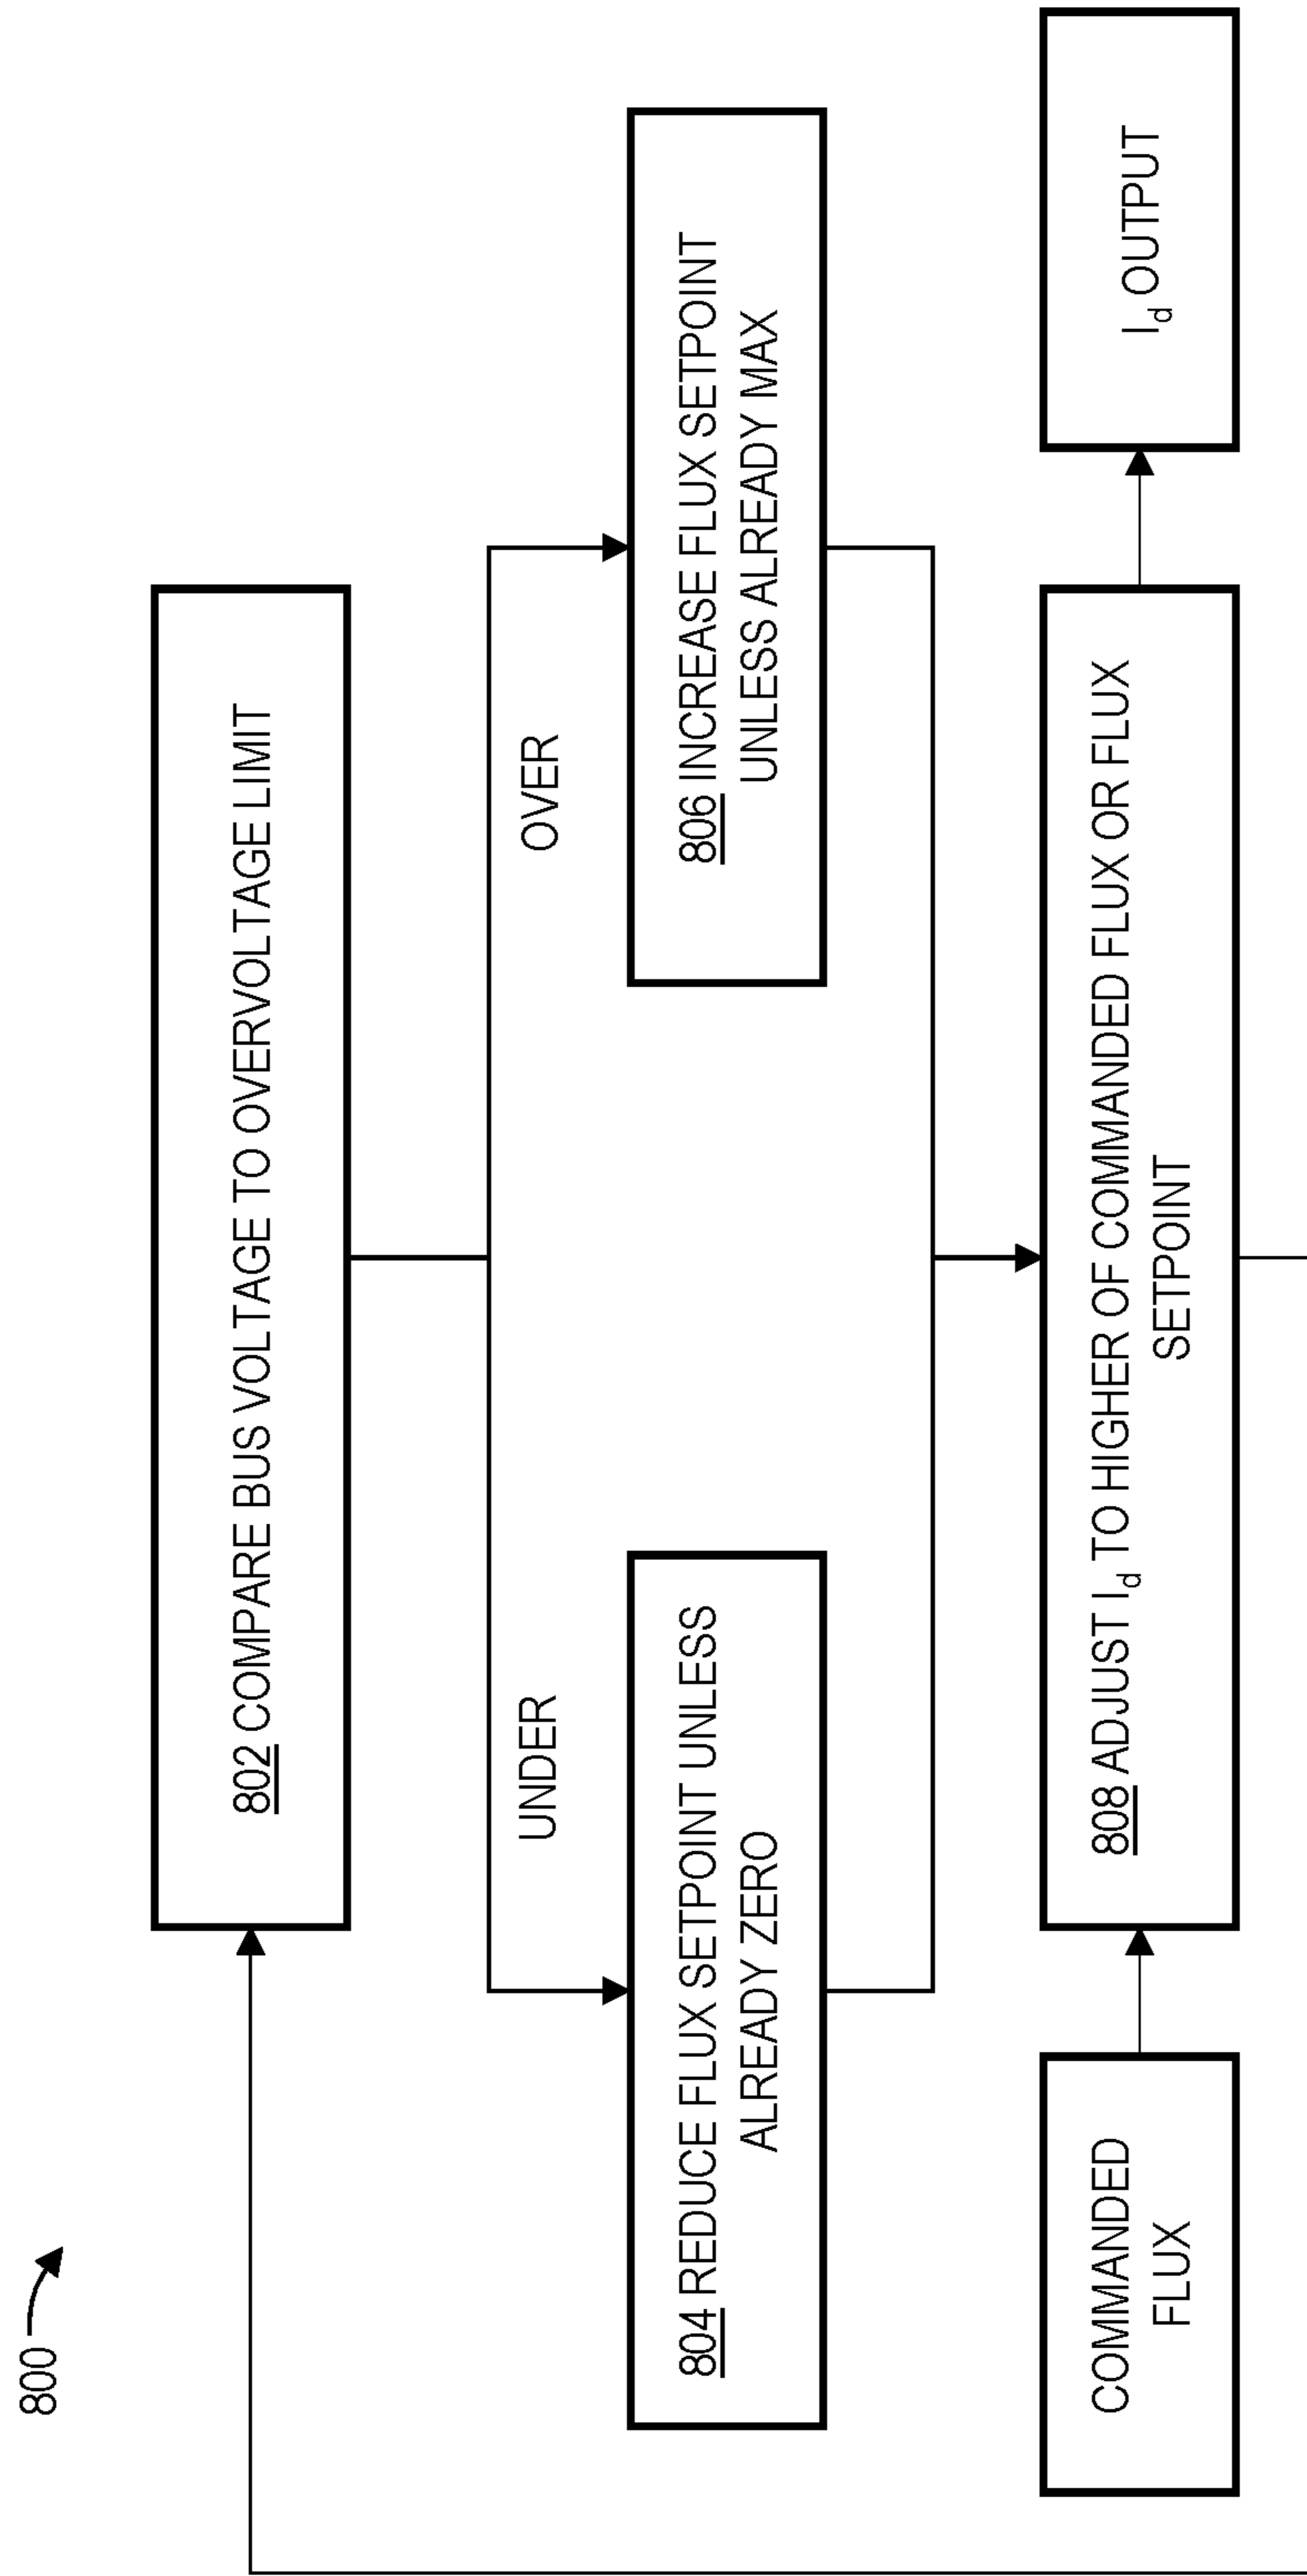 800
802 COMPARE BUS VOLTAGE TO OVERVOLTAGE LIMIT
UNDER
OVER
804 REDUCE FLUX SETPOINT UNLESS
ALREADY ZERO
806 INCREASE FLUX SETPOINT
UNLESS ALREADY MAX
COMMANDED
FLUX
808 ADJUST Id TO HIGHER OF COMMANDED FLUX OR FLUX
SETPOINT
Id OUTPUT